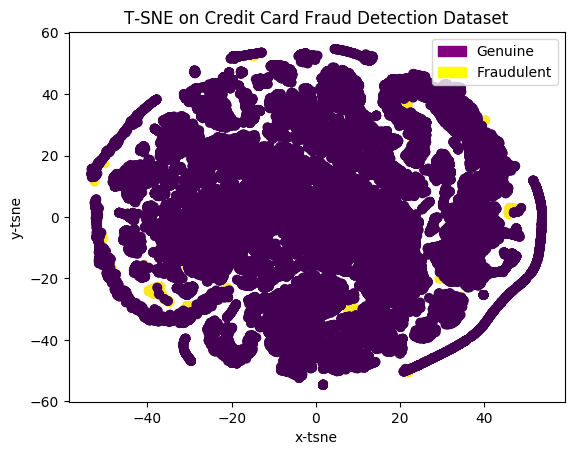 T-SNE on Credit Card Fraud Detection Dataset
Genuine
Fraudulent
60
40
20
0
−20
−40
−60
y-tsne
−40
−20
0
20
40
x-tsne